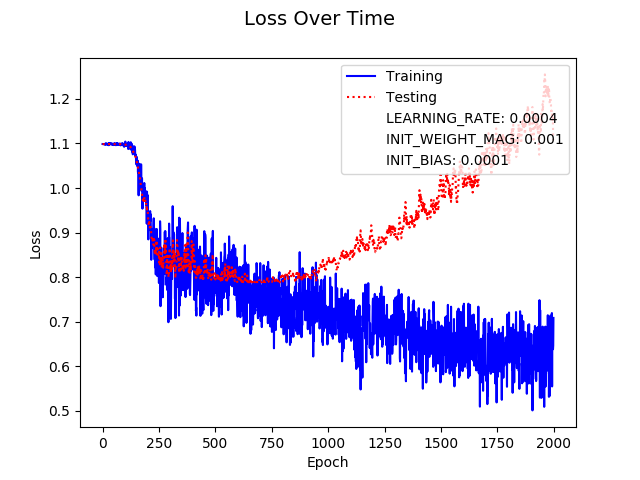 Loss Over Time
Training
Testing
LEARNING_RATE: 0.0004
INIT_WEIGHT_MAG: 0.001
INIT_BIAS: 0.0001
1.2
1.1
1.0
0.9
0.8
0.7
0.6
0.5
Loss
0 250 500 750 1000 1250 1500 1750 2000
Epoch